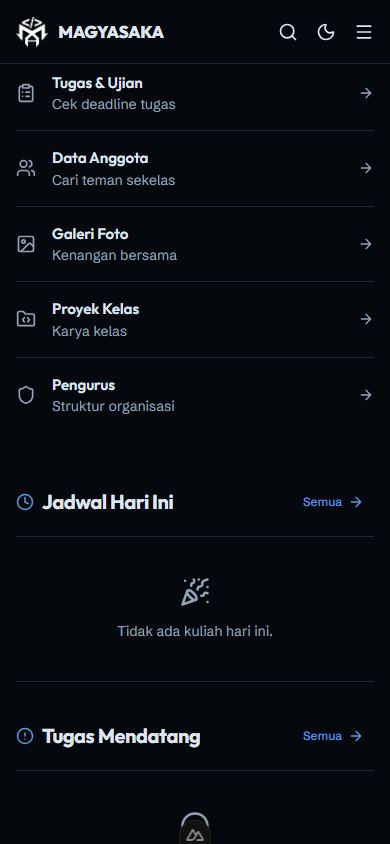 MAGYASAKA
Tugas & Ujian
Cek deadline tugas
Data Anggota
Cari teman sekelas
Galeri Foto
Kenangan bersama
Proyek Kelas
Karya kelas
Pengurus
Struktur organisasi
Jadwal Hari Ini
Semua
Tidak ada kuliah hari ini.
Tugas Mendatang
Semua